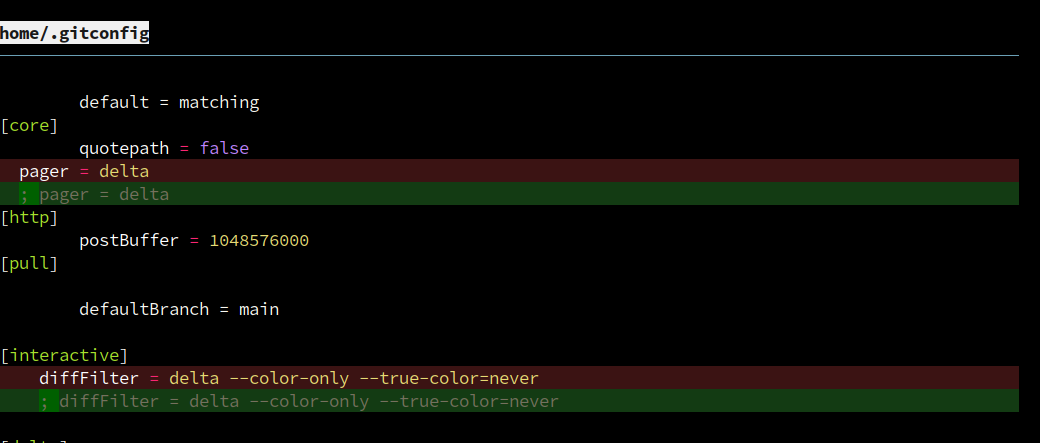 home/.gitconfig
default = matching
[core]
quotepath = false
pager = delta
; pager = delta
[http]
postBuffer = 1048576000
[pull]
defaultBranch = main
[interactive]
diffFilter = delta --color-only --true-color=never
; diffFilter = delta --color-only --true-color=never